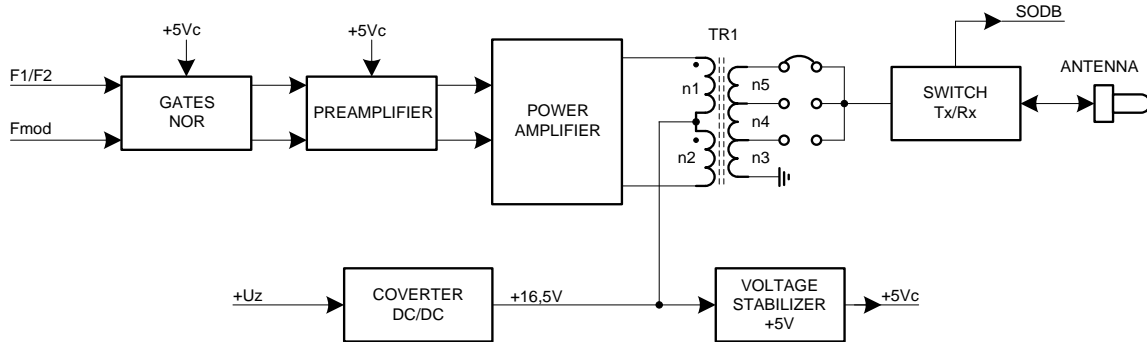 SODB
+5Vc
+5Vc
TR1
ANTENNA
F1/F2
GATES
NOR
PREAMPLIFIER
POWER
AMPLIFIER
n1
n5
n4
n2
n3
SWITCH
Tx/Rx
Fmod
+Uz
COVERTER
DC/DC
+16,5V
VOLTAGE
STABILIZER
+5V
+5Vc